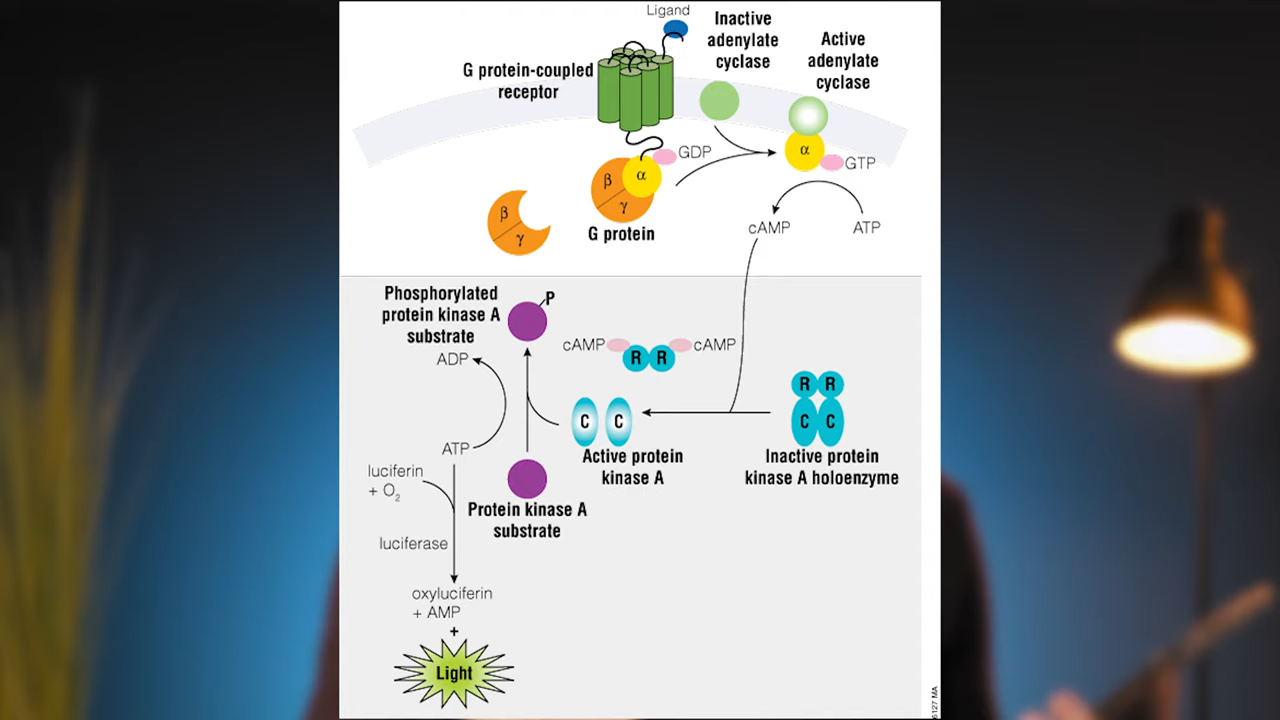 Ligand
Inactive
adenylate
cyclase
Active
adenylate
cyclase
G protein-coupled
receptor
GDP
α
β
γ
G protein
β
γ
α
GTP
cAMP
ATP
Phosphorylated
protein kinase A
substrate
P
cAMP
R R
cAMP
ADP
C C
Active protein
kinase A
R R
C C
Inactive protein
kinase A holoenzyme
ATP
luciferin
+ O₂
Protein kinase A
substrate
luciferase
oxyluciferin
+ AMP
+
Light
6127 MA